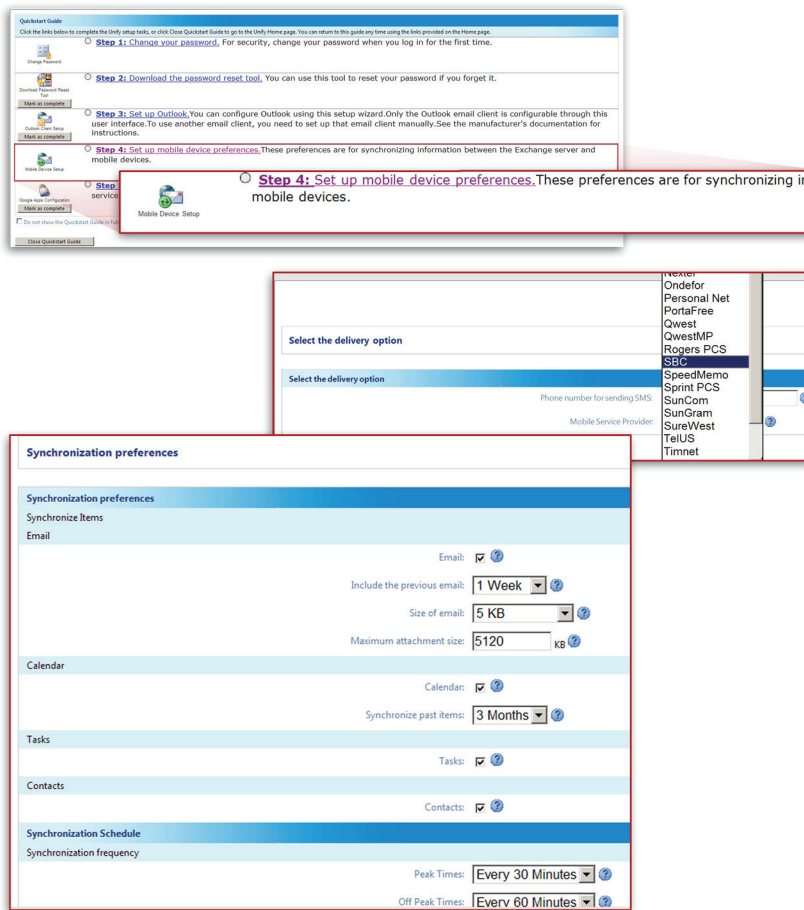 Quickstart Guide
Click the links below to complete the Unify setup tasks, or click Close Quickstart Guide to go to the Unify Home page. You can return to this guide any time using the links provided on the Home page.
Step 1: Change your password. For security, change your password when you log in for the first time.
Change Password
Step 2: Download the password reset tool. You can use this tool to reset your password if you forget it.
Download Password Reset
Tool
Mark as complete
Step 3: Set up Outlook.You can configure Outlook using this setup wizard.Only the Outlook email client is configurable through this
user interface.To use another email client, you need to set up that email client manually.See the manufacturer's documentation for
instructions.
Outlook Client Setup
Mark as complete
Step 4: Set up mobile device preferences.These preferences are for synchronizing information between the Exchange server and
mobile devices.
Mobile Device Setup
Step
service
Google Apps Configuration
Mark as complete
Do not show the Quickstart Guide in
Close Quickstart Guide
Step 4: Set up mobile device preferences.These preferences are for synchronizing
mobile devices.
Mobile Device Setup
Select the delivery option
Select the delivery option
Phone number for sending SMS:
Mobile Service Provider:
Nextel
Ondefor
Personal Net
PortaFree
Qwest
QwestMP
Rogers PCS
SBC
SpeedMemo
Sprint PCS
SunCom
SunGram
SureWest
TelUS
Timnet
Synchronization preferences
Synchronization preferences
Synchronize Items
Email
Email:
Include the previous email: 1 Week
Size of email: 5 KB
Maximum attachment size: 5120 KB
Calendar
Calendar:
Synchronize past items: 3 Months
Tasks
Tasks:
Contacts
Contacts:
Synchronization Schedule
Synchronization frequency
Peak Times: Every 30 Minutes
Off Peak Times: Every 60 Minutes